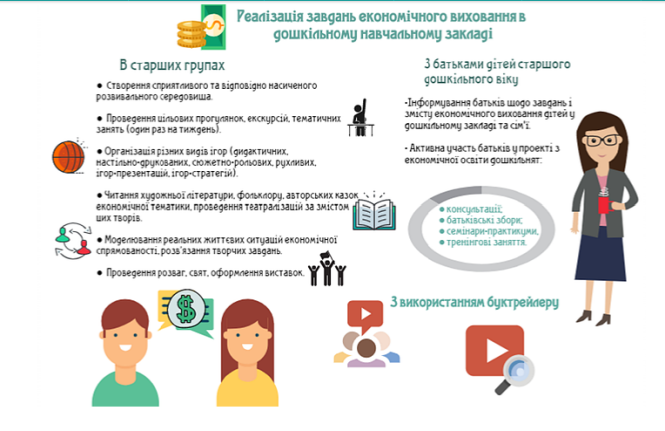 Реалізація завдань економічного виховання в
дошкільному навчальному закладі
В старших групах
● Створення сприятливого та відповідно насиченого
розвивального середовища.
● Проведення цільових прогулянок, екскурсій, тематичних
занять (один раз на тиждень).
● Організація різних видів ігор (дидактичних,
настільно-друкованих, сюжетно-рольових, рухливих,
ігор-презентацій, ігор-стратегій).
● Читання художньої літератури, фольклору, авторських казок
економічної тематики, проведення театралізацій за змістом
цих творів.
● Моделювання реальних життєвих ситуацій економічної
спрямованості, розв'язання творчих завдань.
● Проведення розваг, свят, оформлення виставок.
З батьками дітей старшого
дошкільного віку
-Інформування батьків щодо завдань і
змісту економічного виховання дітей у
дошкільному закладі та сім'ї.
- Активна участь батьків у проекті з
економічної освіти дошкільнят:
● консультації;
● батьківські збори;
● семінари-практикуми,
● тренінгові заняття.
З використанням буктрейлеру